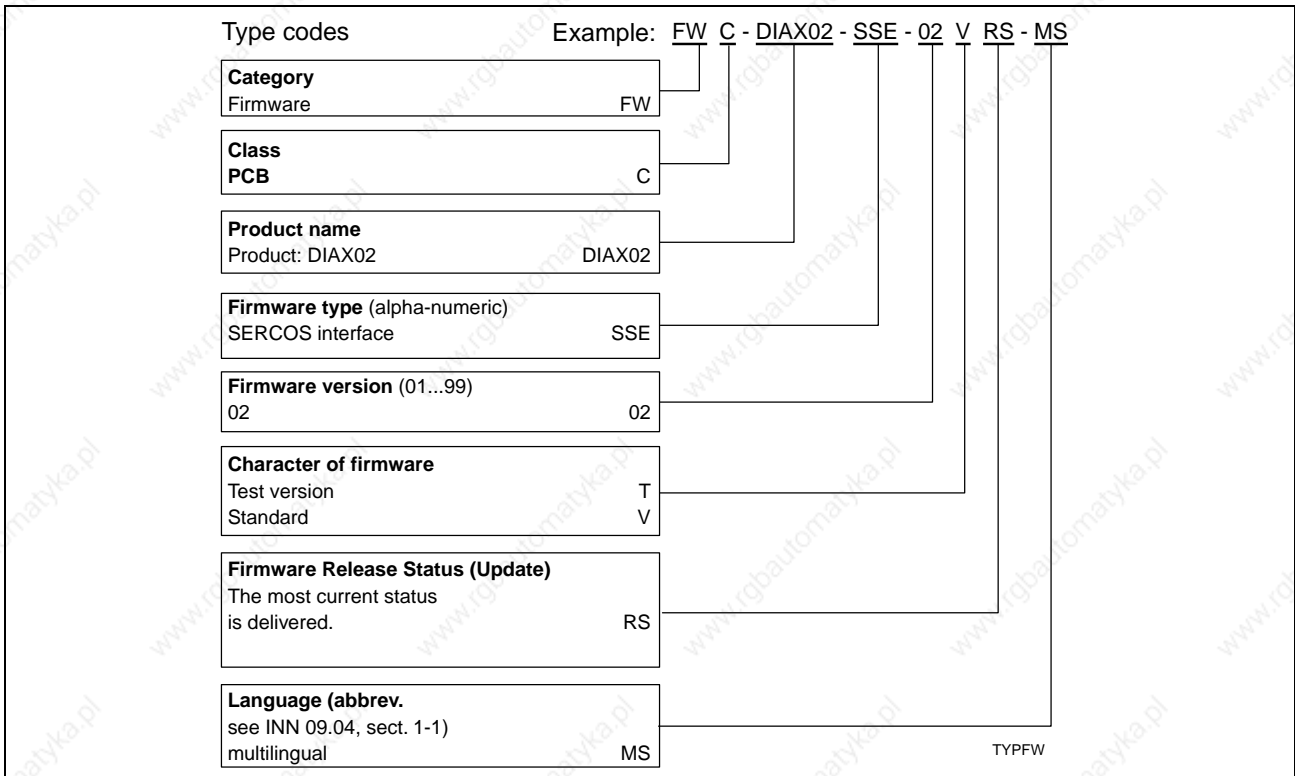 Type codes Example: FW C - DIAX02 - SSE - 02 V RS - MS
Category
Firmware FW
Class
PCB C
Product name
Product: DIAX02 DIAX02
Firmware type (alpha-numeric)
SERCOS interface SSE
Firmware version (01...99)
02 02
Character of firmware
Test version T
Standard V
Firmware Release Status (Update)
The most current status
is delivered. RS
Language (abbrev.
see INN 09.04, sect. 1-1)
multilingual MS
TYPFW
www.rgbautomatyka.pl